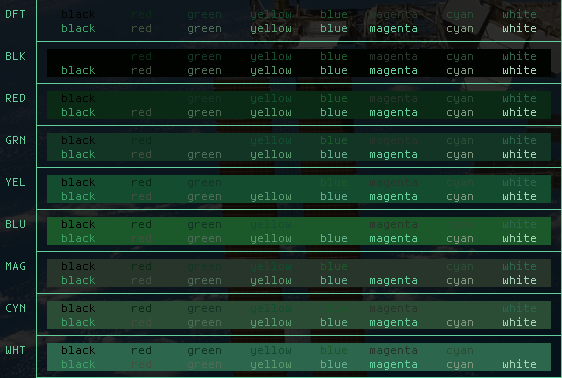 DFT black red green yellow blue magenta cyan white
black red green yellow blue magenta cyan white
BLK black red green yellow blue magenta cyan white
black red green yellow blue magenta cyan white
RED black green yellow blue magenta cyan white
black red green yellow blue magenta cyan white
GRN black red yellow blue magenta cyan white
black red green yellow blue magenta cyan white
YEL black red green blue magenta cyan white
black red green yellow blue magenta cyan white
BLU black red green yellow magenta cyan white
black red green yellow blue magenta cyan white
MAG black red green yellow blue cyan white
black red green yellow blue magenta cyan white
CYN black red green yellow blue magenta white
black red green yellow blue magenta cyan white
WHT black red green yellow blue magenta cyan
black red green yellow blue magenta cyan white